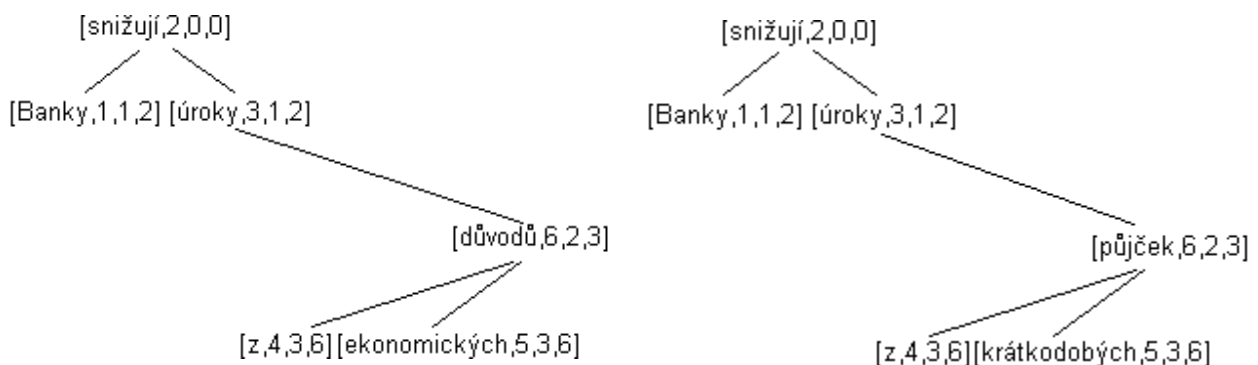 [snižují,2,0,0]
[Banky,1,1,2] [úroky,3,1,2]
[důvodů,6,2,3]
[z,4,3,6][ekonomických,5,3,6]
[snižují,2,0,0]
[Banky,1,1,2] [úroky,3,1,2]
[půjček,6,2,3]
[z,4,3,6][krátkodobých,5,3,6]